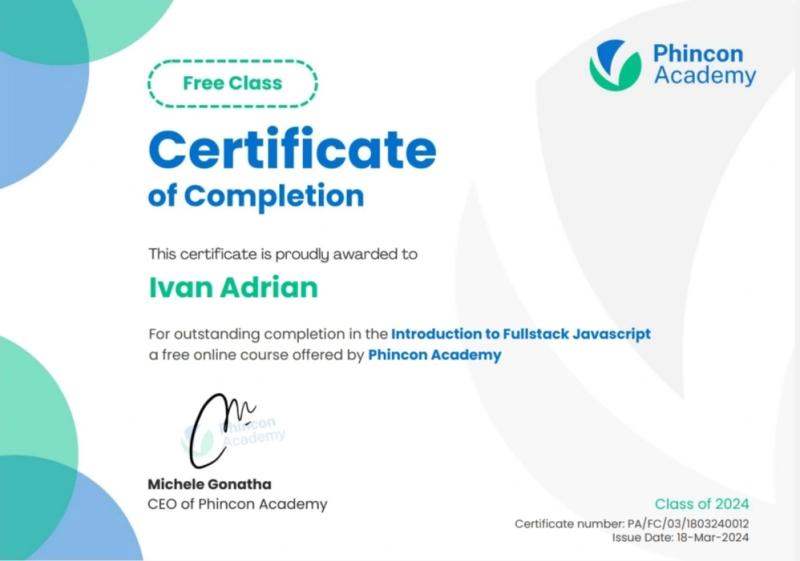 Phincon
Academy
Free Class
Certificate
of Completion
This certificate is proudly awarded to
Ivan Adrian
For outstanding completion in the Introduction to Fullstack Javascript
a free online course offered by Phincon Academy
Phincon
Academy
Michele Gonatha
CEO of Phincon Academy
Class of 2024
Certificate number: PA/FC/03/1803240012
Issue Date: 18-Mar-2024